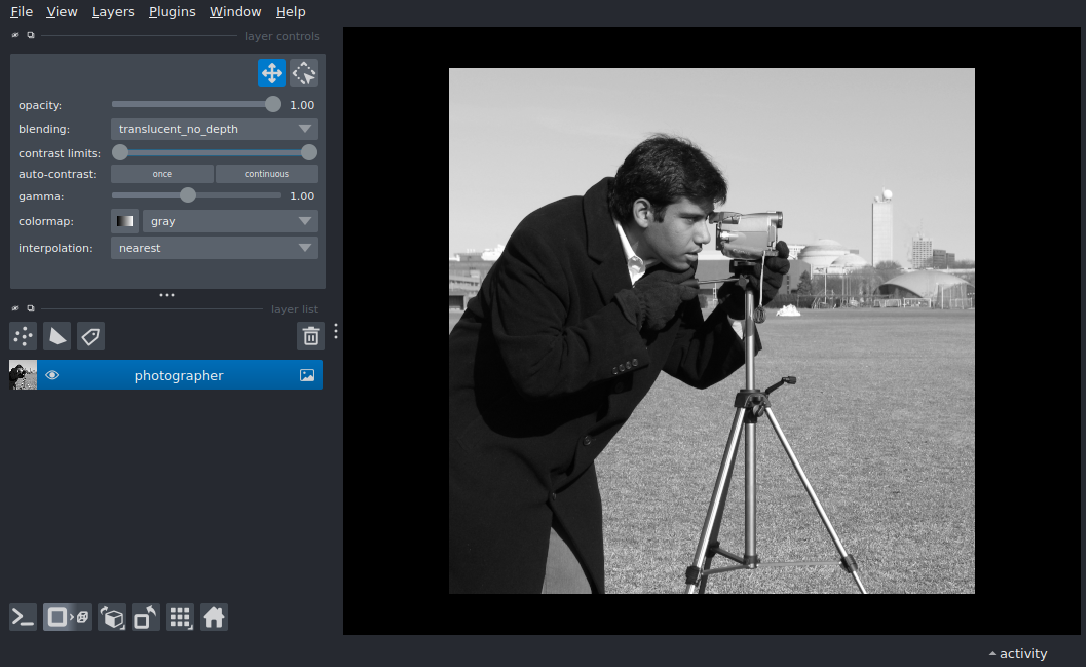 File View Layers Plugins Window Help
layer controls
opacity: 1.00
blending: translucent_no_depth
contrast limits:
auto-contrast: once continuous
gamma: 1.00
colormap: gray
interpolation: nearest
layer list
photographer
activity